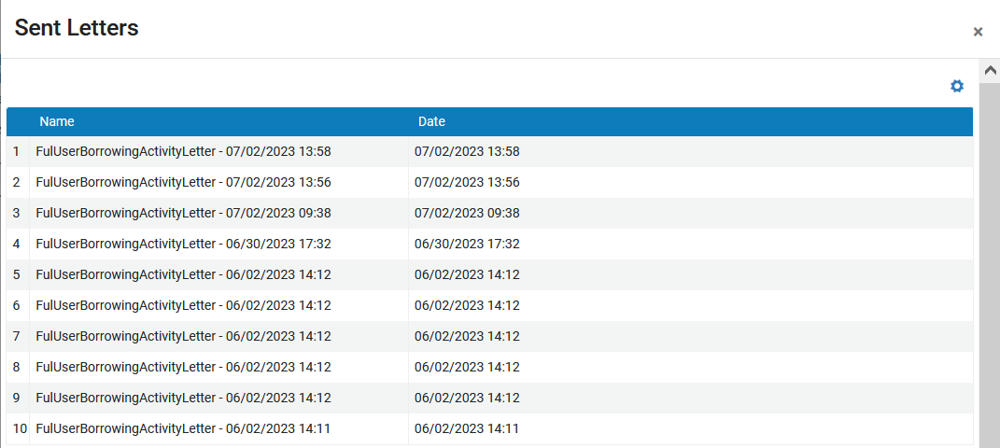 Sent Letters
×
Name Date
1 FulUserBorrowingActivityLetter - 07/02/2023 13:58 07/02/2023 13:58
2 FulUserBorrowingActivityLetter - 07/02/2023 13:56 07/02/2023 13:56
3 FulUserBorrowingActivityLetter - 07/02/2023 09:38 07/02/2023 09:38
4 FulUserBorrowingActivityLetter - 06/30/2023 17:32 06/30/2023 17:32
5 FulUserBorrowingActivityLetter - 06/02/2023 14:12 06/02/2023 14:12
6 FulUserBorrowingActivityLetter - 06/02/2023 14:12 06/02/2023 14:12
7 FulUserBorrowingActivityLetter - 06/02/2023 14:12 06/02/2023 14:12
8 FulUserBorrowingActivityLetter - 06/02/2023 14:12 06/02/2023 14:12
9 FulUserBorrowingActivityLetter - 06/02/2023 14:12 06/02/2023 14:12
10 FulUserBorrowingActivityLetter - 06/02/2023 14:11 06/02/2023 14:11